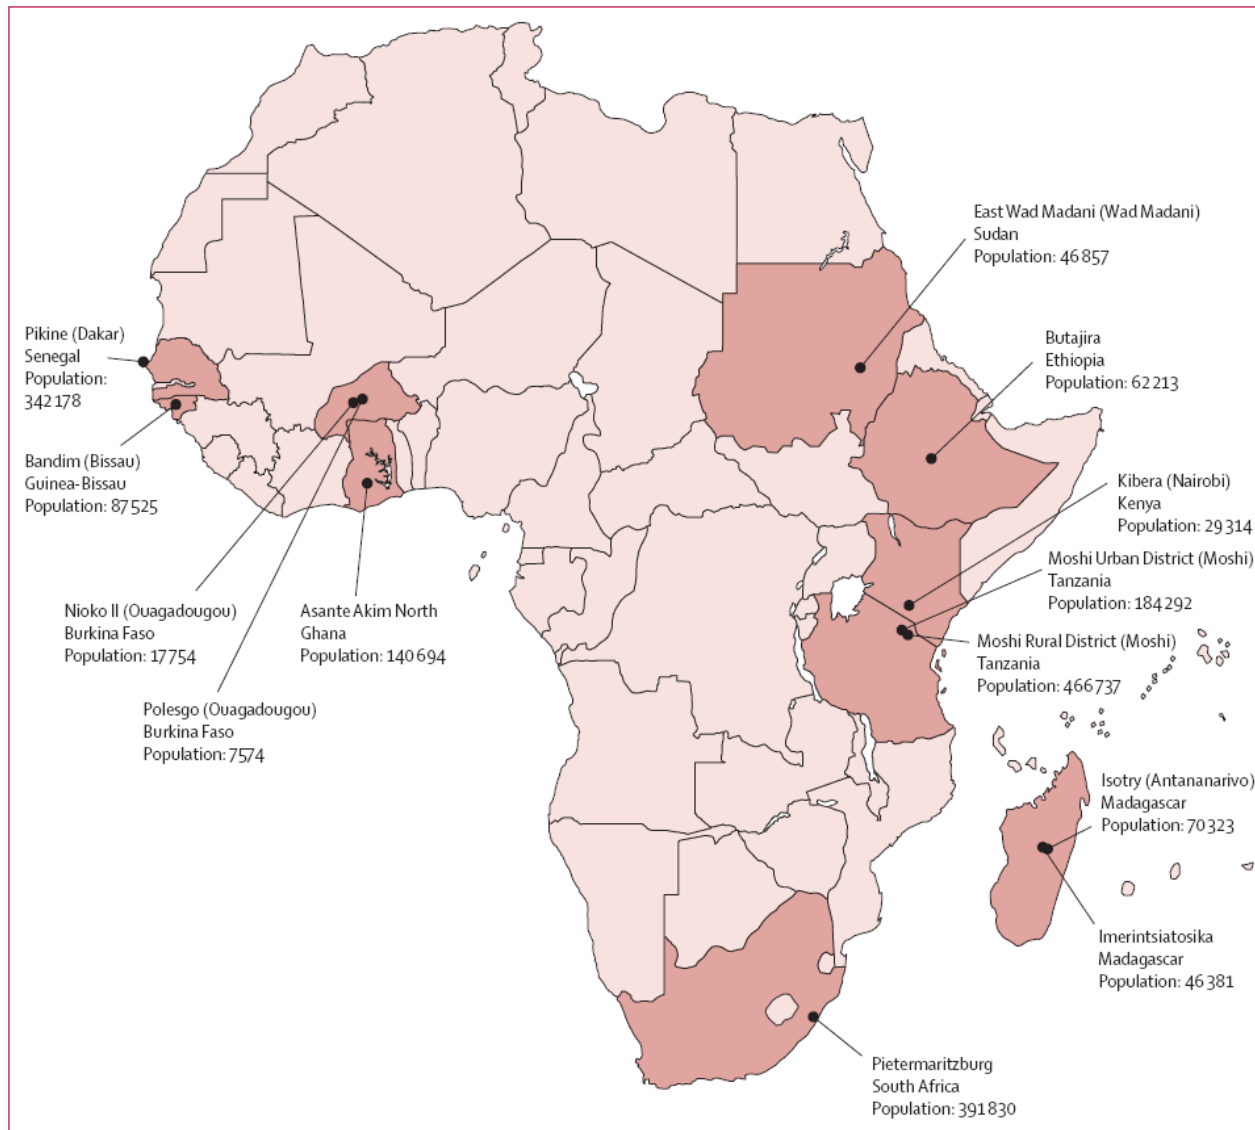 East Wad Madani (Wad Madani)
Sudan
Population: 46 857
Butajira
Ethiopia
Population: 62 213
Pikine (Dakar)
Senegal
Population:
342 178
Bandim (Bissau)
Guinea-Bissau
Population: 87 525
Kibera (Nairobi)
Kenya
Population: 29 314
Moshi Urban District (Moshi)
Tanzania
Population: 184 292
Moshi Rural District (Moshi)
Tanzania
Population: 466 737
Nioko II (Ouagadougou)
Burkina Faso
Population: 17 754
Asante Akim North
Ghana
Population: 140 694
Polesgo (Ouagadougou)
Burkina Faso
Population: 7574
Isotry (Antananarivo)
Madagascar
Population: 70 323
Imerintsiatosika
Madagascar
Population: 46 381
Pietermaritzburg
South Africa
Population: 391 830